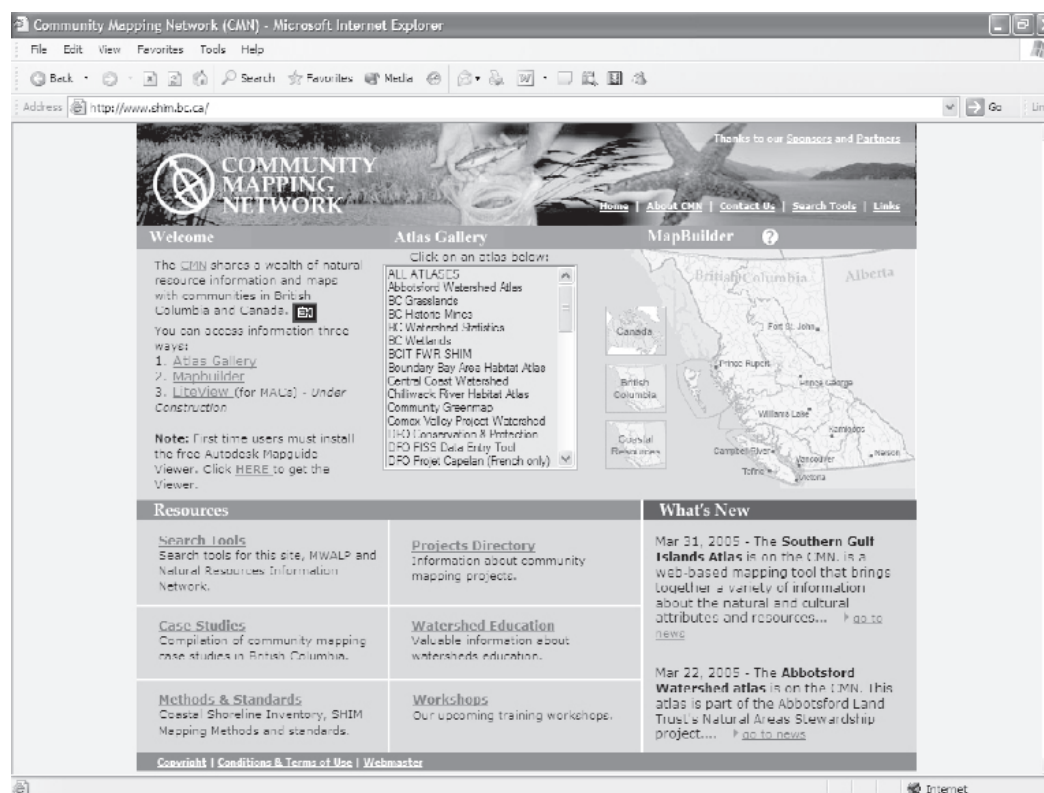 Community Mapping Network (CMN) - Microsoft Internet Explorer
File Edit View Favorites Tools Help
Back Search Favorites Media
Address http://www.shim.bc.ca/ Go
Thanks to our Sponsors and Partners
COMMUNITY
MAPPING
NETWORK
Home | About CMN | Contact Us | Search Tools | Links
Welcome
The CMN shares a wealth of natural
resource information and maps
with communities in British
Columbia and Canada.
You can access information three
ways:
1. Atlas Gallery
2. Mapbuilder
3. LiteView (for MACs) - Under
Construction
Note: First time users must install
the free Autodesk Mapguide
Viewer. Click HERE to get the
Viewer.
Atlas Gallery
Click on an atlas below:
ALL ATLASES
Abbotsford Watershed Atlas
BC Grasslands
BC Historic Mines
BC Watershed Statistics
BC Wetlands
BCIT FWR SHIM
Boundary Bay Area Habitat Atlas
Central Coast Watershed
Chilliwack River Habitat Atlas
Community Greenmap
Comox Valley Project Watershed
DFO Conservation & Protection
DFO FISS Data Entry Tool
DFO Projet Capelan (French only)
MapBuilder ?
Canada
British
Columbia
Coastal
Resources
British Columbia
Alberta
Fort St. John
Prince Rupert
Prince George
Williams Lake
Kamloops
Campbell River
Vancouver
Nelson
Tofino
Victoria
Resources
Search Tools
Search tools for this site, MWALP and
Natural Resources Information
Network.
Projects Directory
Information about community
mapping projects.
Case Studies
Compilation of community mapping
case studies in British Columbia.
Watershed Education
Valuable information about
watersheds education.
Methods & Standards
Coastal Shoreline Inventory, SHIM
Mapping Methods and standards.
Workshops
Our upcoming training workshops.
What's New
Mar 31, 2005 - The Southern Gulf
Islands Atlas is on the CMN. is a
web-based mapping tool that brings
together a variety of information
about the natural and cultural
attributes and resources... go to
news
Mar 22, 2005 - The Abbotsford
Watershed atlas is on the CMN. This
atlas is part of the Abbotsford Land
Trust's Natural Areas Stewardship
project.... go to news
Copyright | Conditions & Terms of Use | Webmaster
Internet